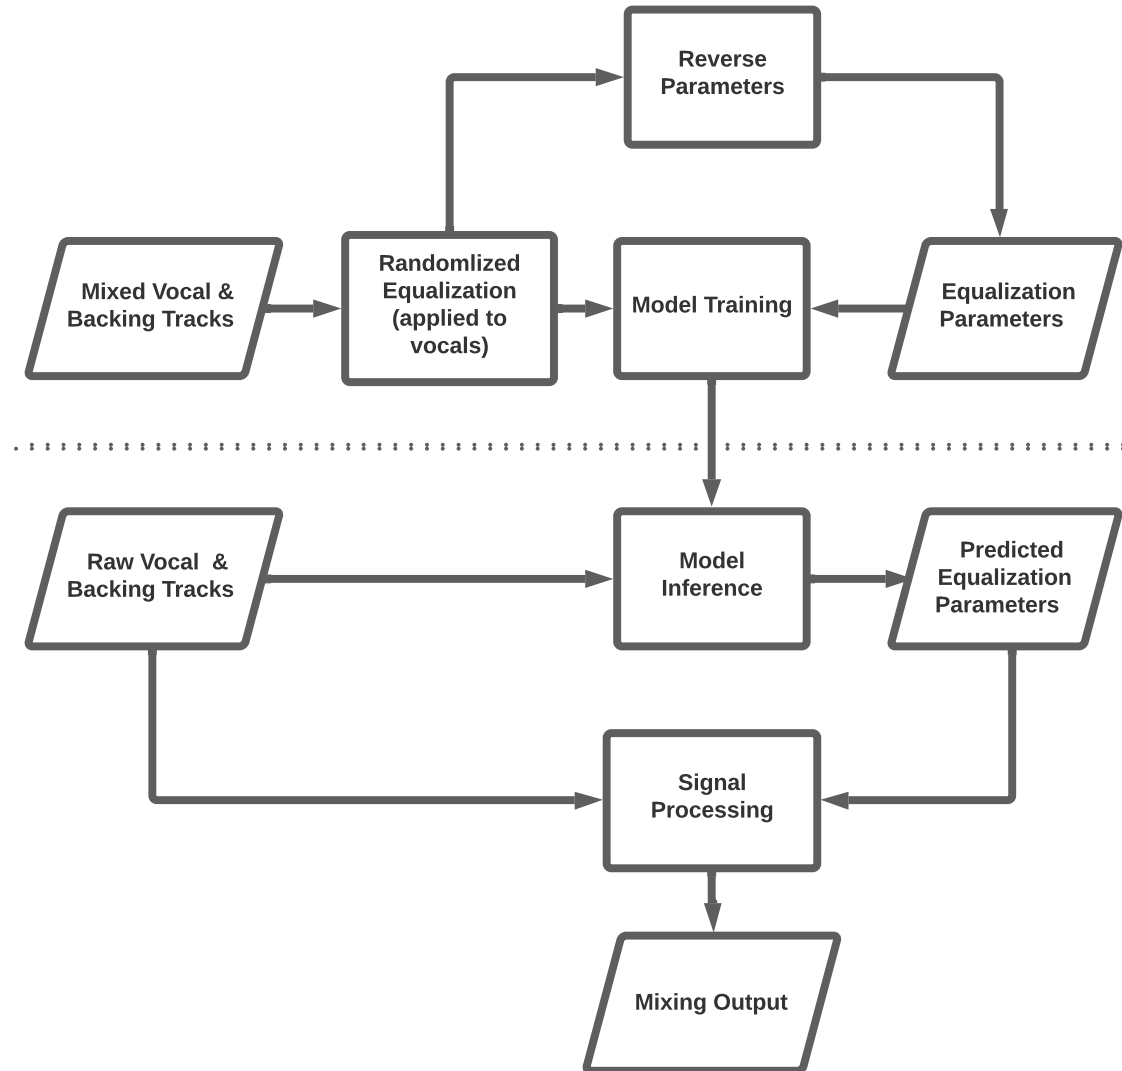 Reverse
Parameters
Mixed Vocal &
Backing Tracks
Randomlized
Equalization
(applied to
vocals)
Model Training
Equalization
Parameters
Raw Vocal  &
Backing Tracks
Model
Inference
Predicted
Equalization
Parameters
Signal
Processing
Mixing Output